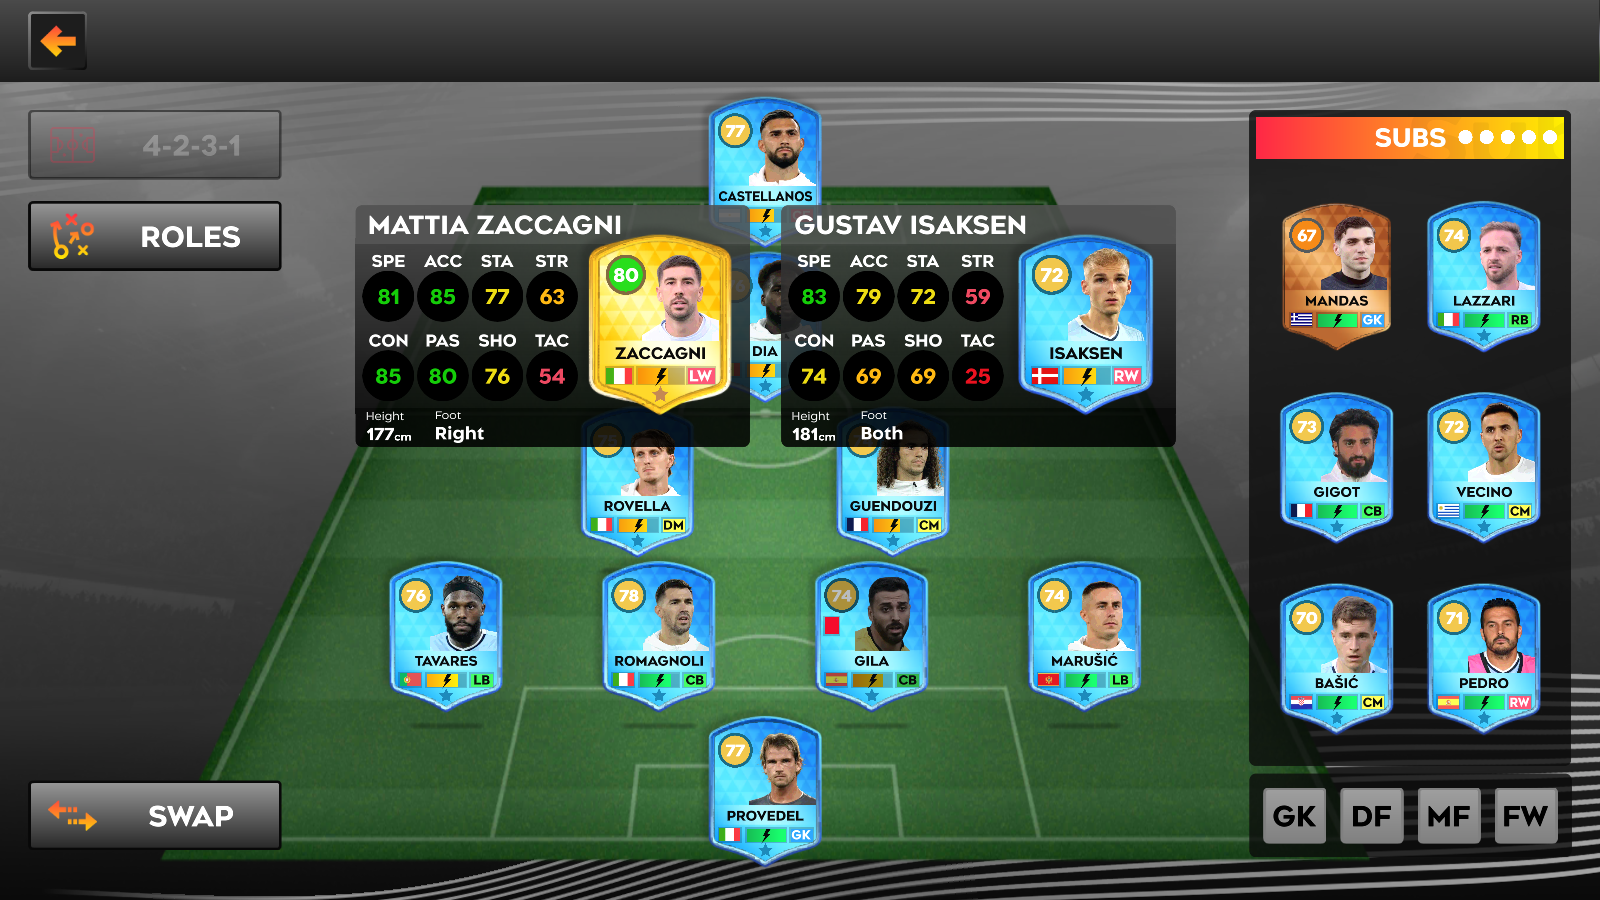 4-2-3-1
ROLES
77
CASTELLANOS
MATTIA ZACCAGNI
SPE ACC STA STR
81 85 77 63
CON PAS SHO TAC
85 80 76 54
Height Foot
177cm Right
80
ZACCAGNI
LW
DIA
GUSTAV ISAKSEN
SPE ACC STA STR
83 79 72 59
CON PAS SHO TAC
74 69 69 25
Height Foot
181cm Both
72
ISAKSEN
RW
78
ROVELLA
DM
GUENDOUZI
CM
76
TAVARES
LB
78
ROMAGNOLI
CB
74
GILA
CB
74
MARUŠIĆ
LB
77
PROVEDEL
GK
SUBS
67
MANDAS
GK
74
LAZZARI
RB
73
GIGOT
CB
72
VECINO
CM
70
BAŠIĆ
CM
71
PEDRO
RW
SWAP
GK DF MF FW